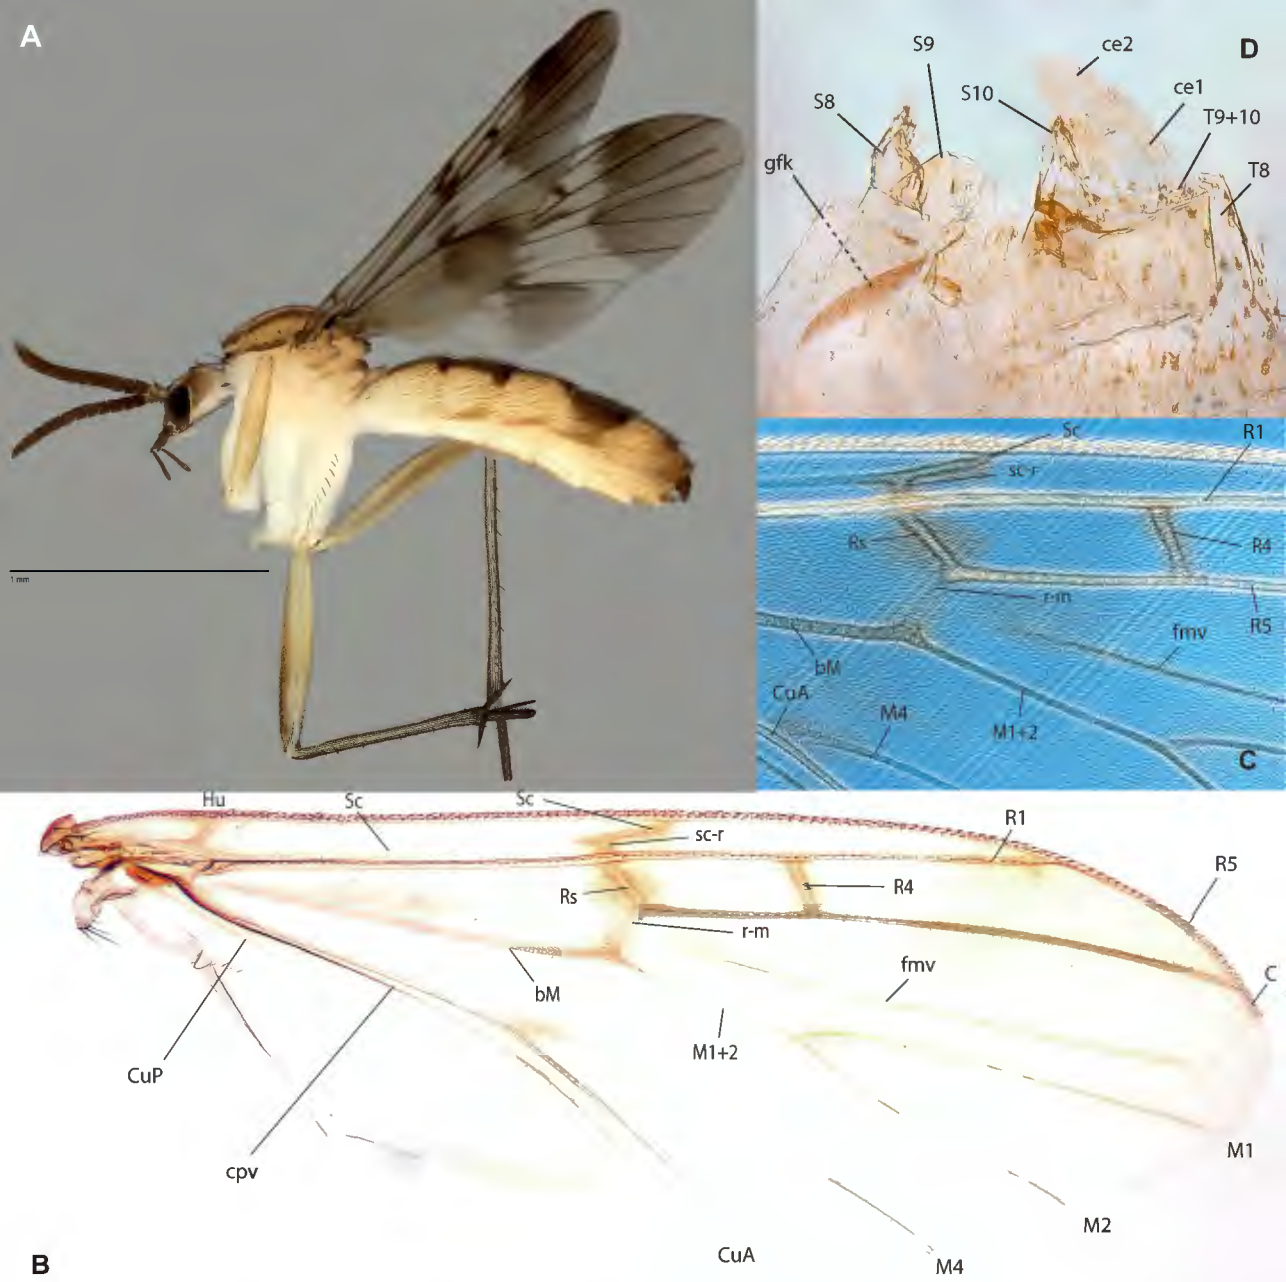 A
1 mm
D
S9
ce2
S10
ce1
S8
T9+10
gfk
T8
Sc
R1
sc-r
Rs
R4
r-m
R5
fmv
bM
CuA
M4
M1+2
C
Hu
Sc
Sc
sc-r
R1
R5
Rs
R4
r-m
fmv
C
bM
M1+2
CuP
cpv
M1
M2
CuA
M4
B